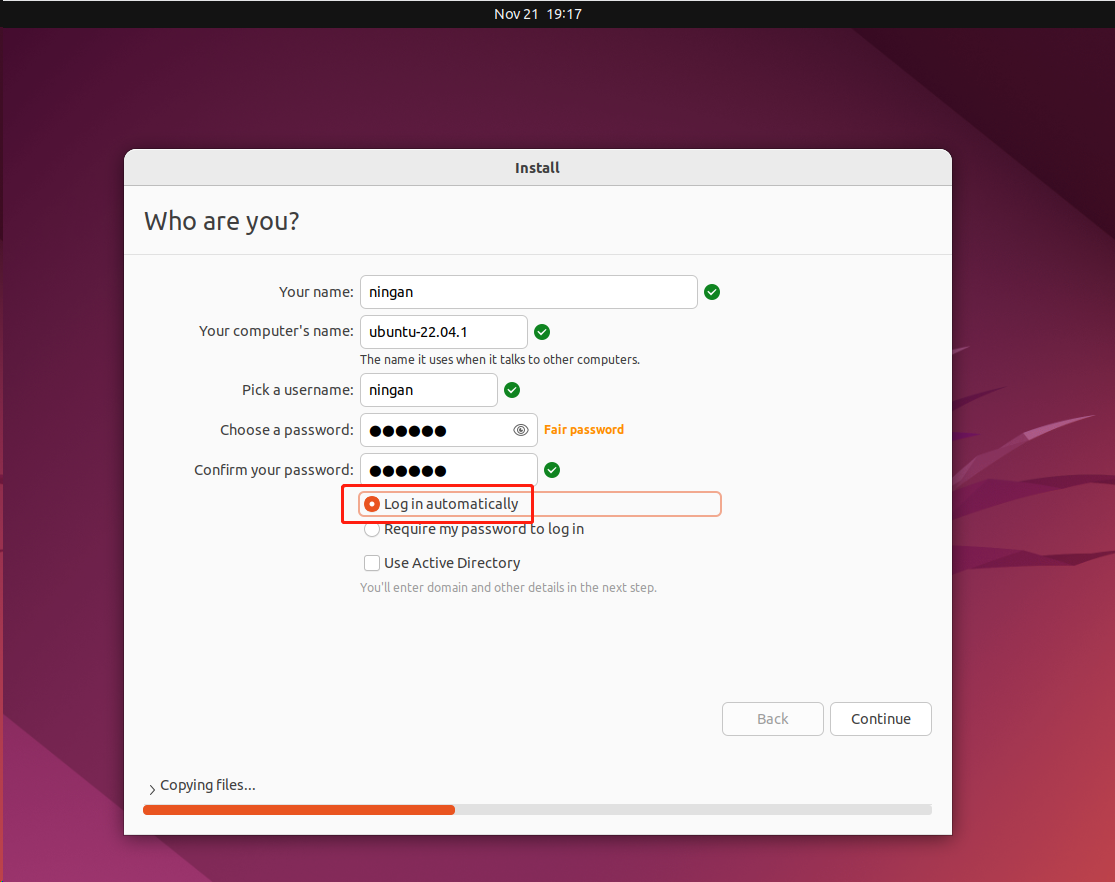 Nov 21 19:17
Install
Who are you?
Your name: ningan
Your computer's name: ubuntu-22.04.1
The name it uses when it talks to other computers.
Pick a username: ningan
Choose a password: ●●●●●● Fair password
Confirm your password: ●●●●●●
Log in automatically
Require my password to log in
Use Active Directory
You'll enter domain and other details in the next step.
Back Continue
Copying files...